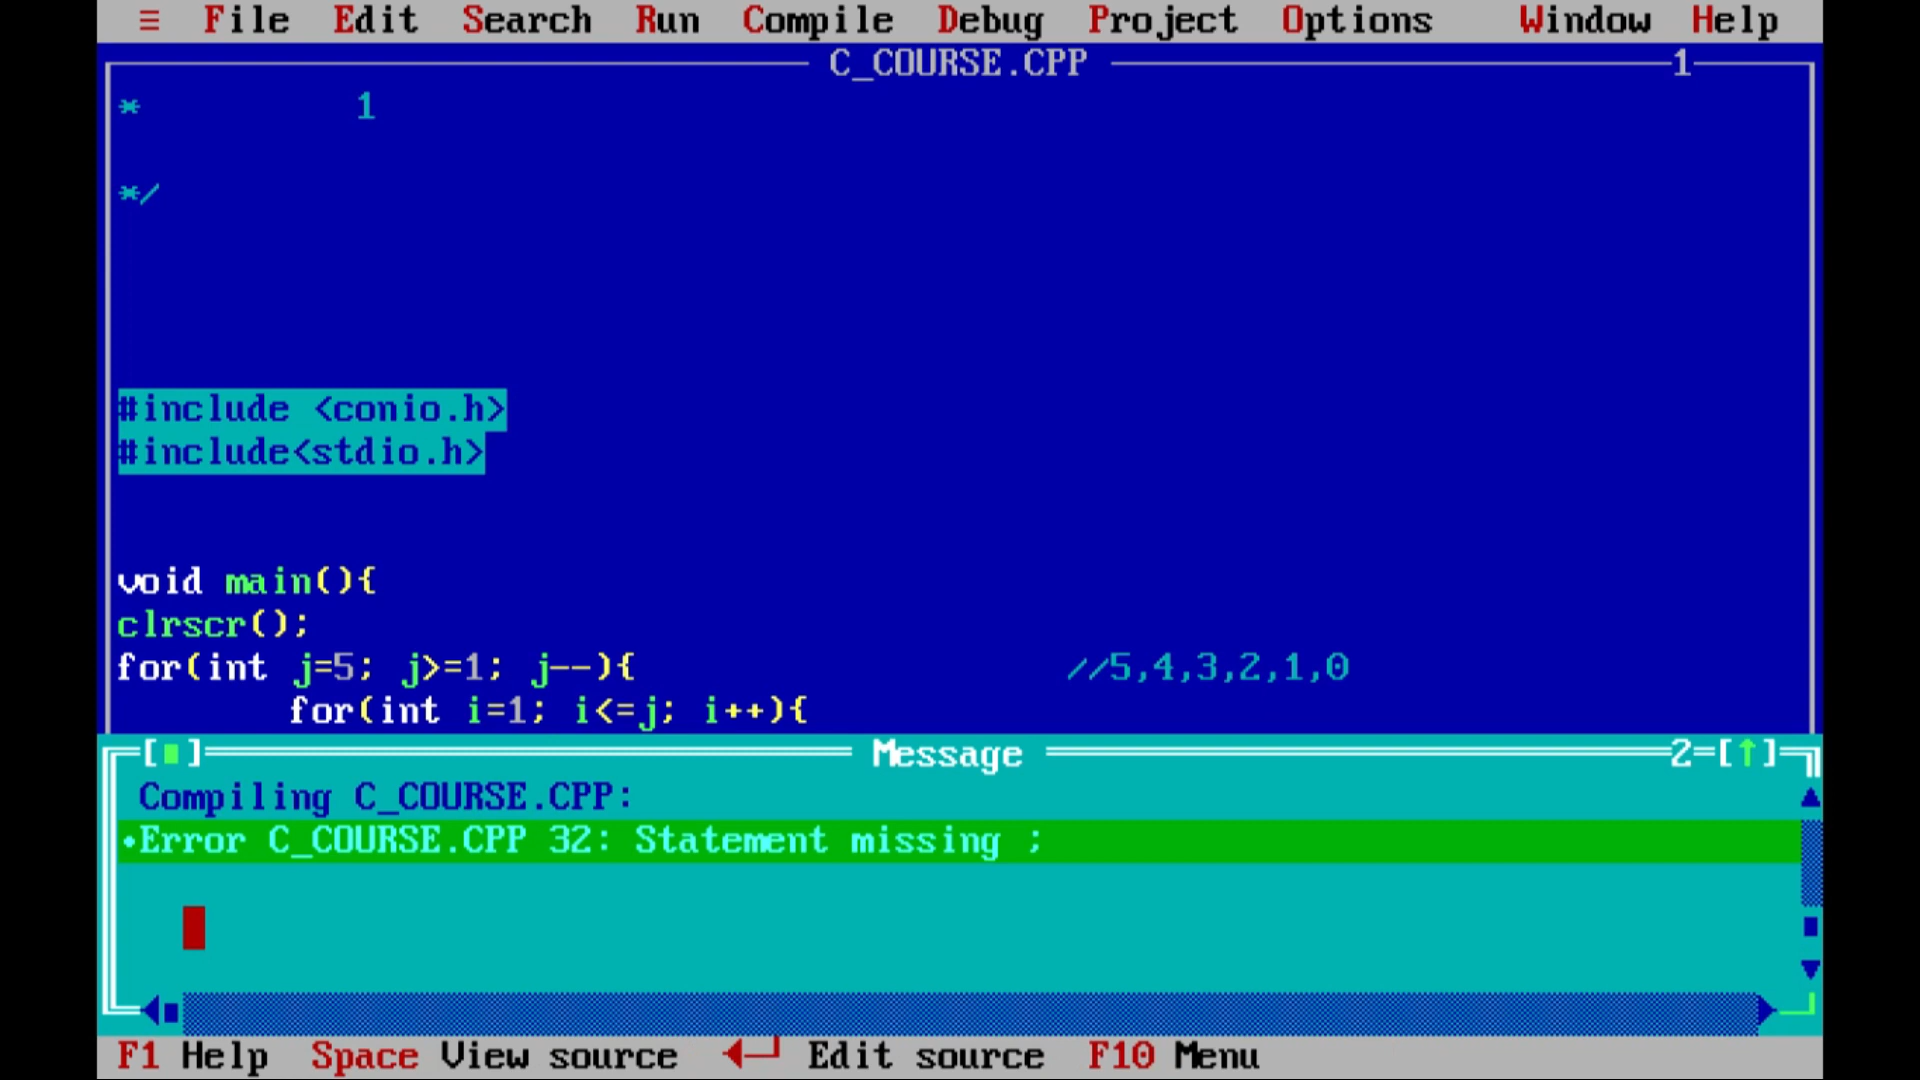 ≡ File Edit Search Run Compile Debug Project Options Window Help
C_COURSE.CPP 1
* 1
*/
#include <conio.h>
#include<stdio.h>
void main(){
clrscr();
for(int j=5; j>=1; j--){ //5,4,3,2,1,0
for(int i=1; i<=j; i++){
[■] Message 2=[↑]
Compiling C_COURSE.CPP:
•Error C_COURSE.CPP 32: Statement missing ;
F1 Help Space View source ◄─┘ Edit source F10 Menu